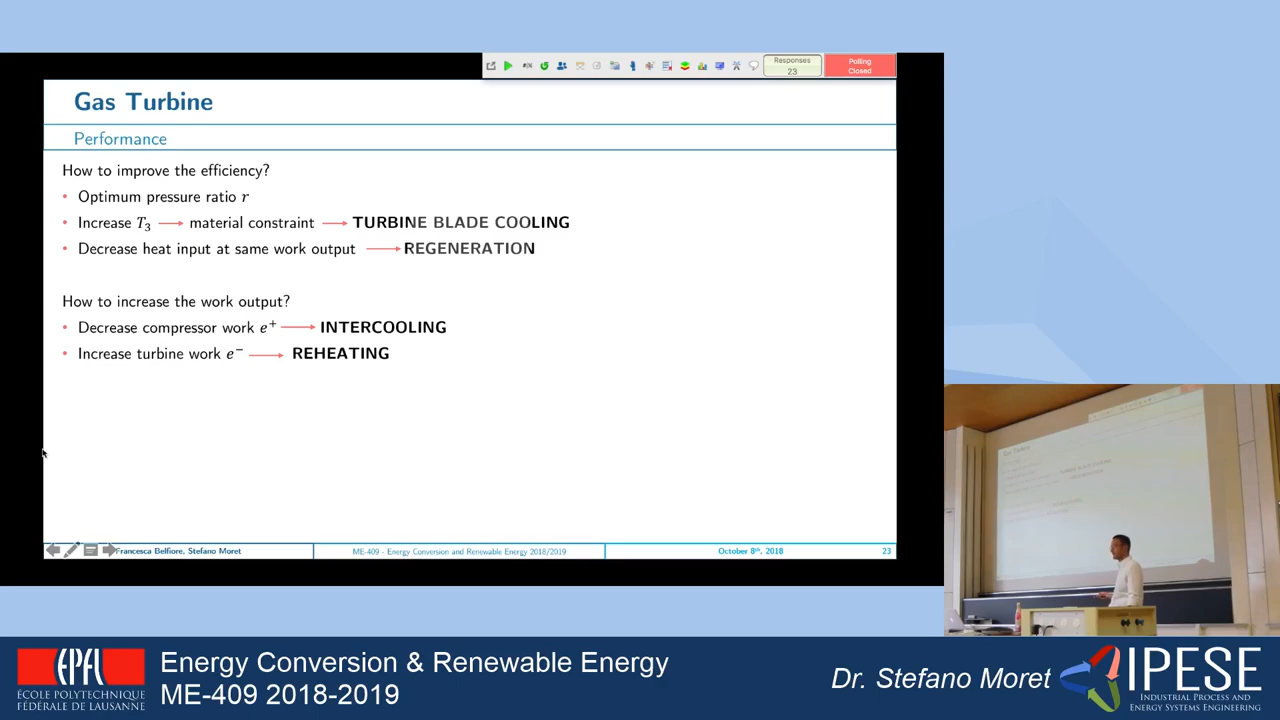 Responses
23
Polling
Closed
Gas Turbine
Performance
How to improve the efficiency?
• Optimum pressure ratio r
• Increase T₃ → material constraint → TURBINE BLADE COOLING
• Decrease heat input at same work output → REGENERATION
How to increase the work output?
• Decrease compressor work e⁺ → INTERCOOLING
• Increase turbine work e⁻ → REHEATING
Francesca Belfiore, Stefano Moret
ME-409 - Energy Conversion and Renewable Energy 2018/2019
October 8th, 2018
23
Gas Turbine
EPFL
ÉCOLE POLYTECHNIQUE
FÉDÉRALE DE LAUSANNE
Energy Conversion & Renewable Energy
ME-409 2018-2019
Dr. Stefano Moret
IPESE
INDUSTRIAL PROCESS AND
ENERGY SYSTEMS ENGINEERING